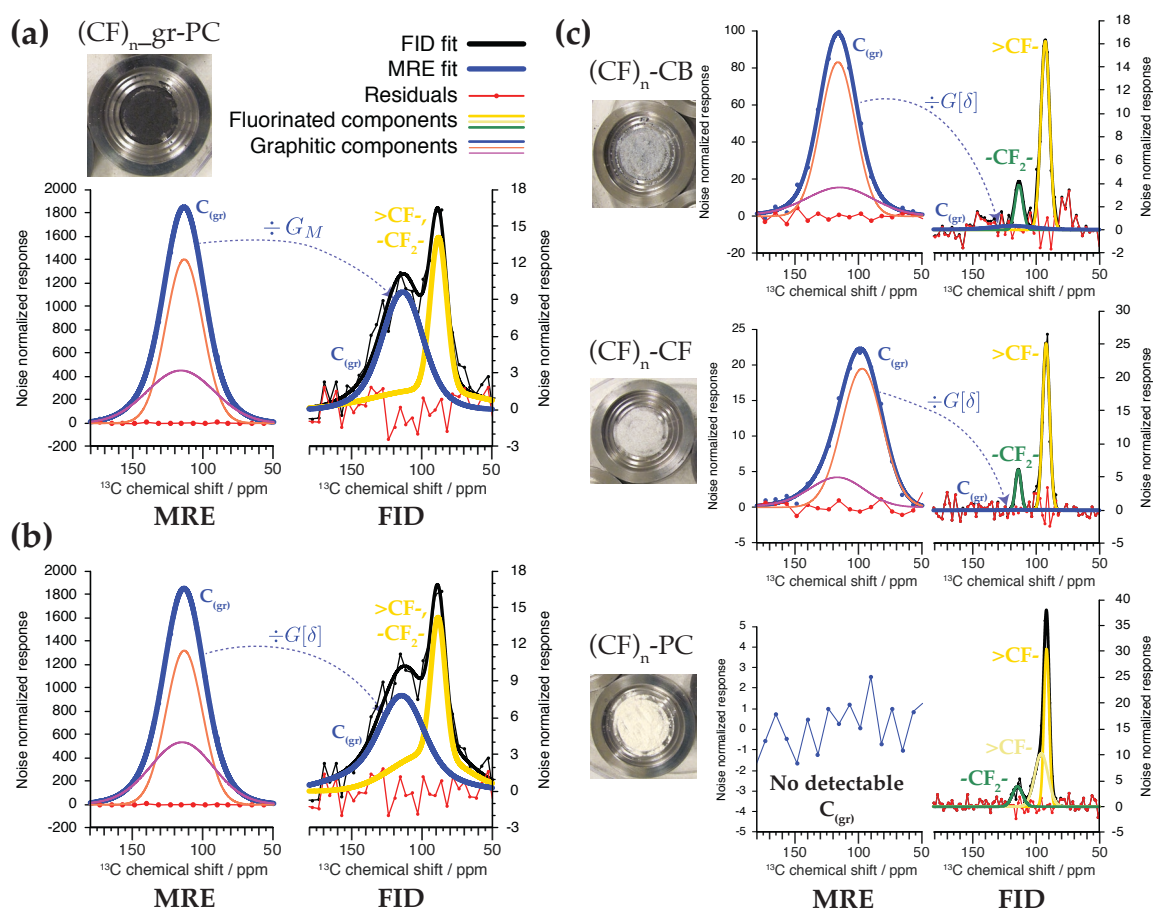 (a)
(CF)n_gr-PC
FID fit
MRE fit
Residuals
Fluorinated components
Graphitic components
Noise normalized response
2000
1800
1600
1400
1200
1000
800
600
400
200
0
-200
C(gr)
÷ G_M
>CF-,
-CF2-
C(gr)
18
15
12
9
6
3
0
-3
Noise normalized response
150 100 50
150 100 50
13C chemical shift / ppm
13C chemical shift / ppm
MRE
FID
(b)
Noise normalized response
2000
1800
1600
1400
1200
1000
800
600
400
200
0
-200
C(gr)
÷G[δ]
>CF-,
-CF2-
C(gr)
18
15
12
9
6
3
0
-3
Noise normalized response
150 100 50
150 100 50
13C chemical shift / ppm
13C chemical shift / ppm
MRE
FID
(c)
(CF)n-CB
Noise normalized response
100
80
60
40
20
0
-20
C(gr)
÷G[δ]
>CF-
-CF2-
C(gr)
18
16
14
12
10
8
6
4
2
0
-2
Noise normalized response
150 100 50
150 100 50
13C chemical shift / ppm
13C chemical shift / ppm
(CF)n-CF
Noise normalized response
25
20
15
10
5
0
-5
C(gr)
÷G[δ]
>CF-
-CF2-
C(gr)
30
25
20
15
10
5
0
-5
Noise normalized response
150 100 50
150 100 50
13C chemical shift / ppm
13C chemical shift / ppm
(CF)n-PC
Noise normalized response
5
4
3
2
1
0
-1
-2
-3
-4
-5
No detectable
C(gr)
>CF-
>CF-
-CF2-
40
35
30
25
20
15
10
5
0
-5
Noise normalized response
150 100 50
150 100 50
13C chemical shift / ppm
13C chemical shift / ppm
MRE
FID